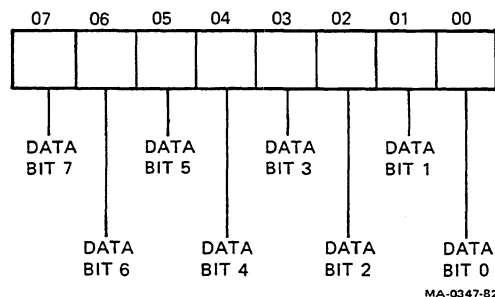 07 06 05 04 03 02 01 00
DATA DATA DATA DATA
BIT 7 BIT 5 BIT 3 BIT 1
DATA DATA DATA DATA
BIT 6 BIT 4 BIT 2 BIT 0
MA-0347-82